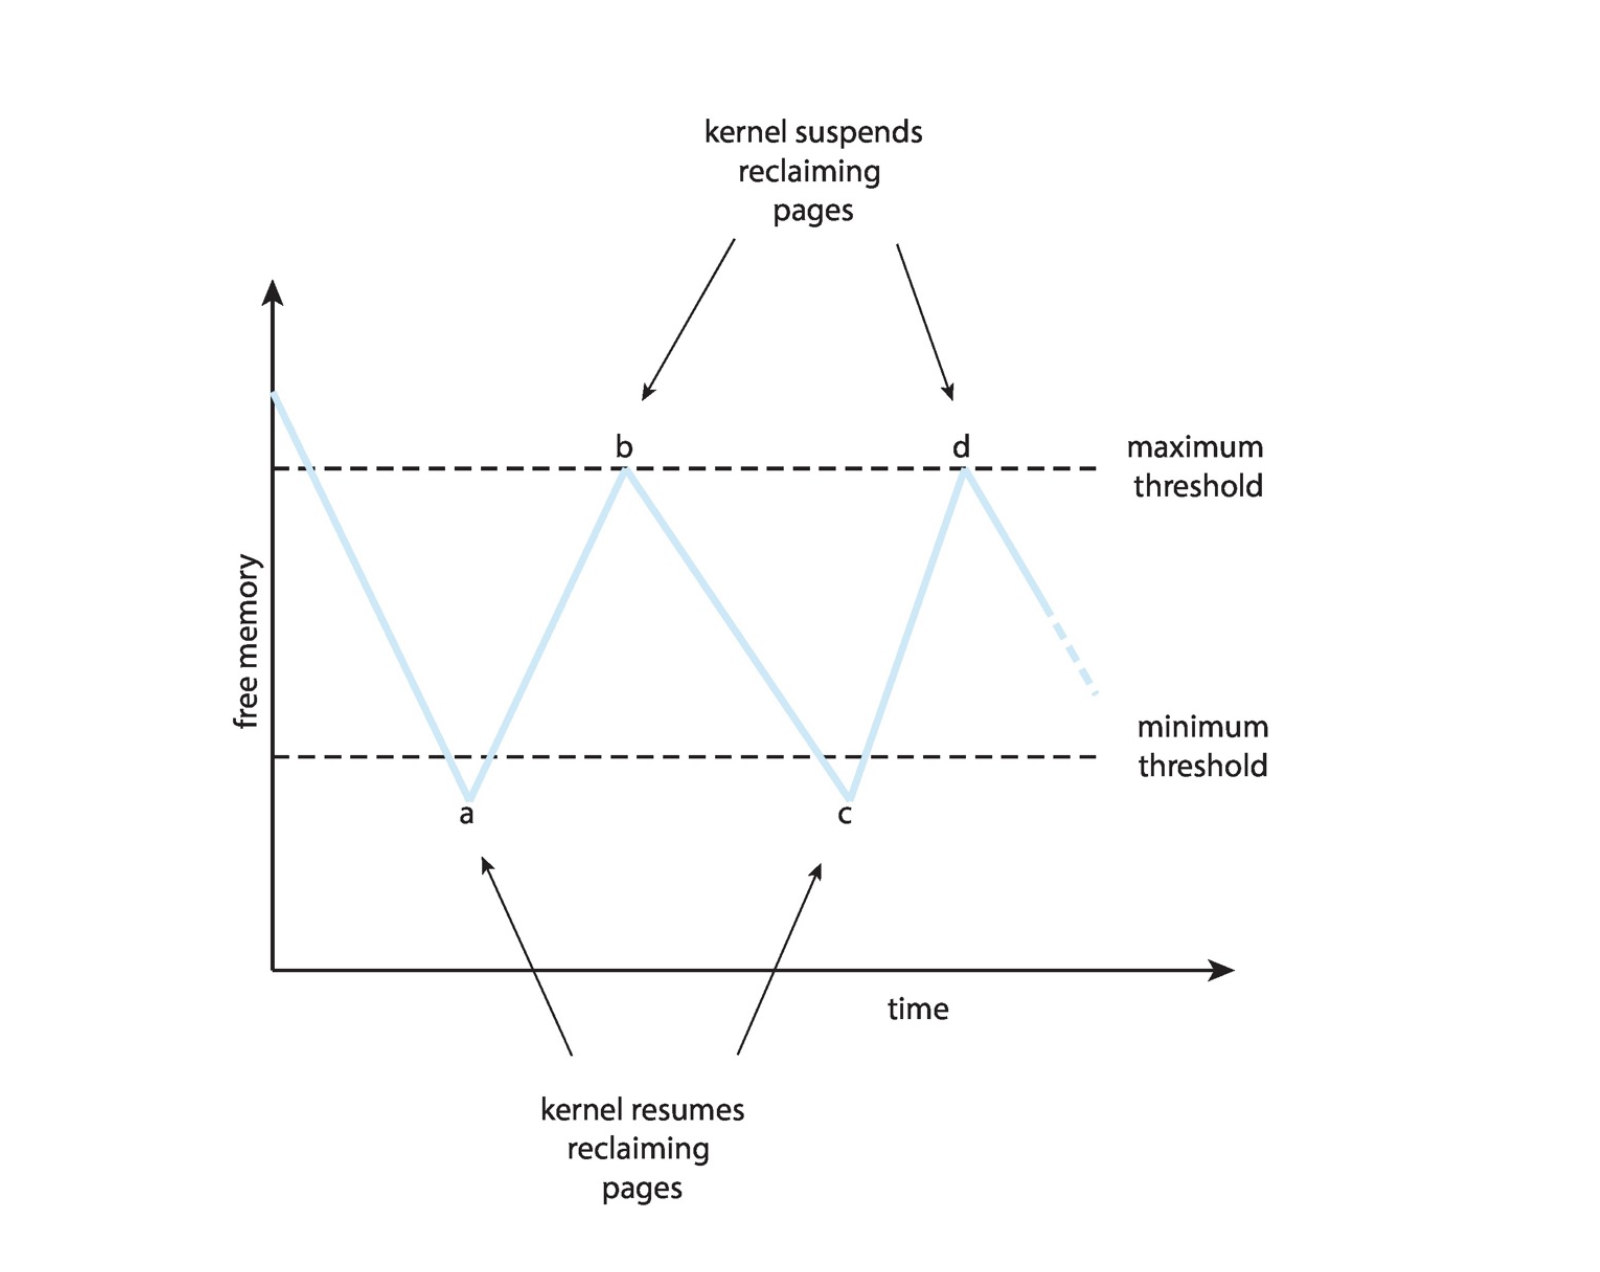 kernel suspends
reclaiming
pages
b
d
maximum
threshold
free memory
minimum
threshold
a
c
time
kernel resumes
reclaiming
pages